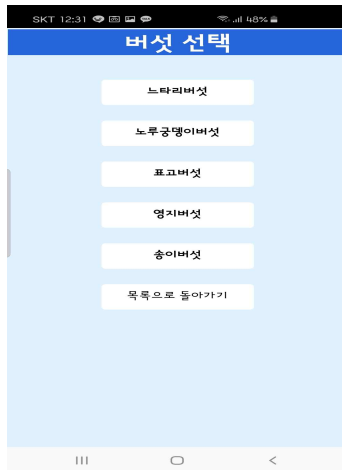 SKT 12:31 48%
버섯 선택
느타리버섯
노루궁뎅이버섯
표고버섯
영지버섯
송이버섯
목록으로 돌아가기